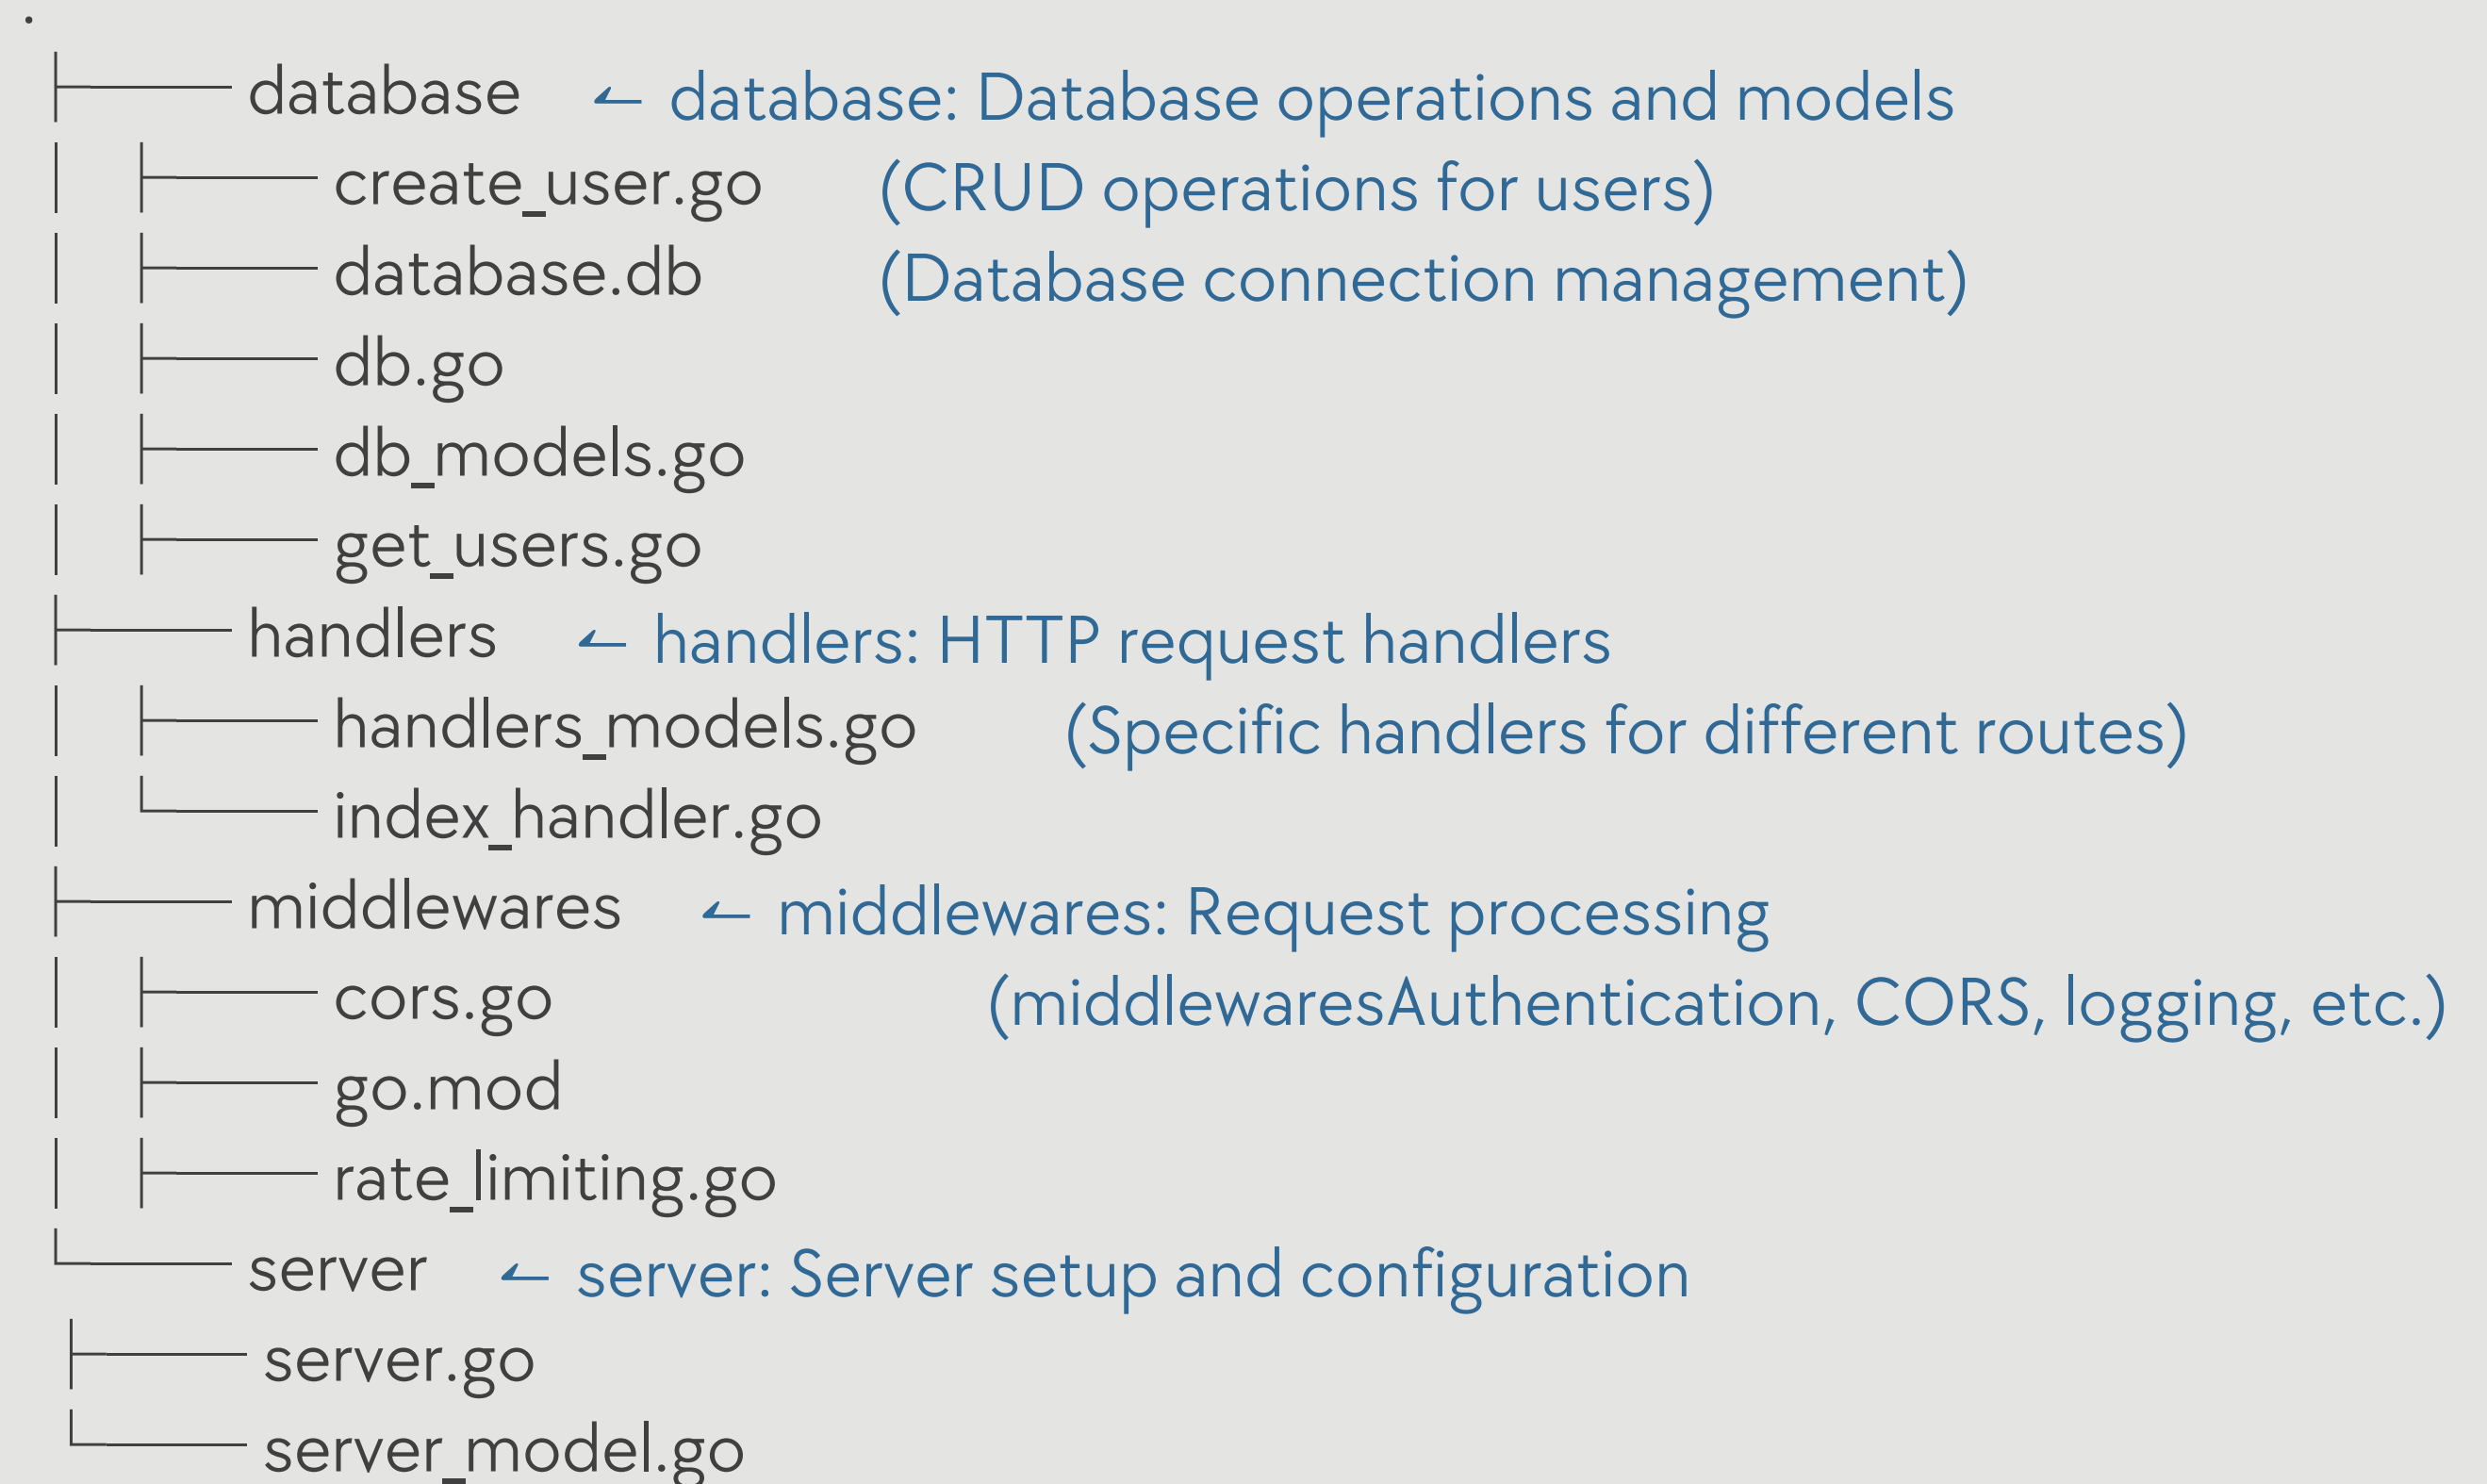 .
├── database ↼ database: Database operations and models
│ ├── create_user.go (CRUD operations for users)
│ ├── database.db (Database connection management)
│ ├── db.go
│ ├── db_models.go
│ ├── get_users.go
├── handlers ↼ handlers: HTTP request handlers
│ ├── handlers_models.go (Specific handlers for different routes)
│ └── index_handler.go
├── middlewares ↼ middlewares: Request processing
│ ├── cors.go (middlewaresAuthentication, CORS, logging, etc.)
│ ├── go.mod
│ ├── rate_limiting.go
└── server ↼ server: Server setup and configuration
├── server.go
└── server_model.go